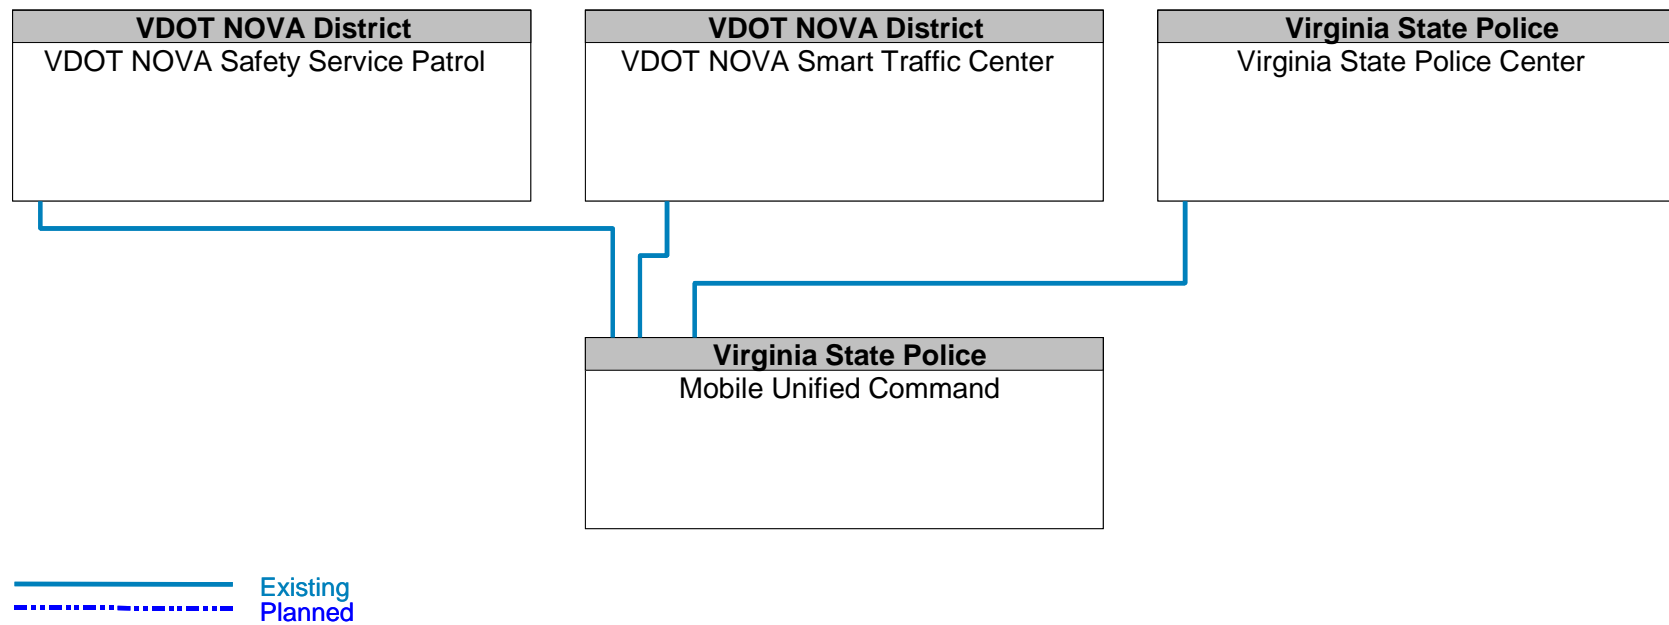 VDOT NOVA District
VDOT NOVA Safety Service Patrol
VDOT NOVA District
VDOT NOVA Smart Traffic Center
Virginia State Police
Virginia State Police Center
Virginia State Police
Mobile Unified Command
Existing
Planned